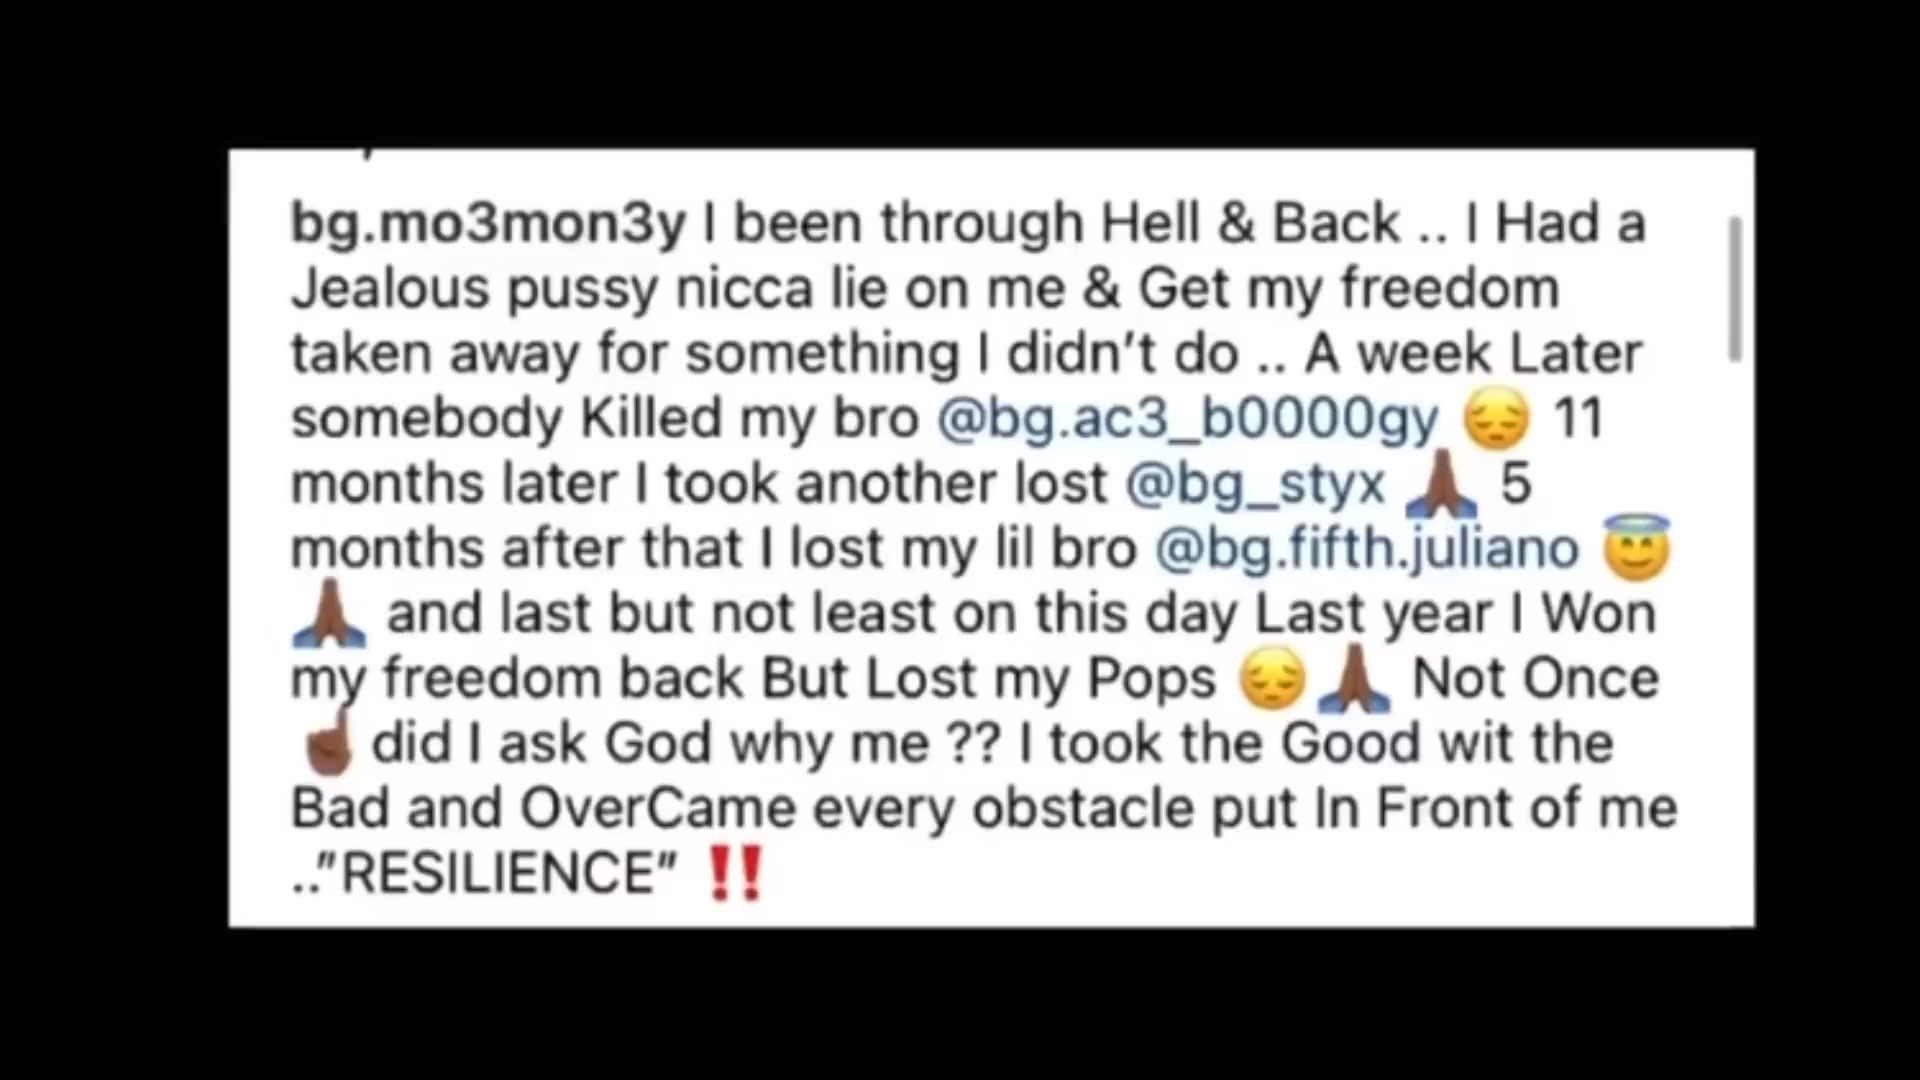 bg.mo3mon3y I been through Hell & Back .. I Had a
Jealous pussy nicca lie on me & Get my freedom
taken away for something I didn't do .. A week Later
somebody Killed my bro @bg.ac3_b0000gy 😔 11
months later I took another lost @bg_styx 🙏🏾 5
months after that I lost my lil bro @bg.fifth.juliano 😇
🙏🏾 and last but not least on this day Last year I Won
my freedom back But Lost my Pops 😔🙏🏾 Not Once
☝🏾 did I ask God why me ?? I took the Good wit the
Bad and OverCame every obstacle put In Front of me
.."RESILIENCE" ‼️